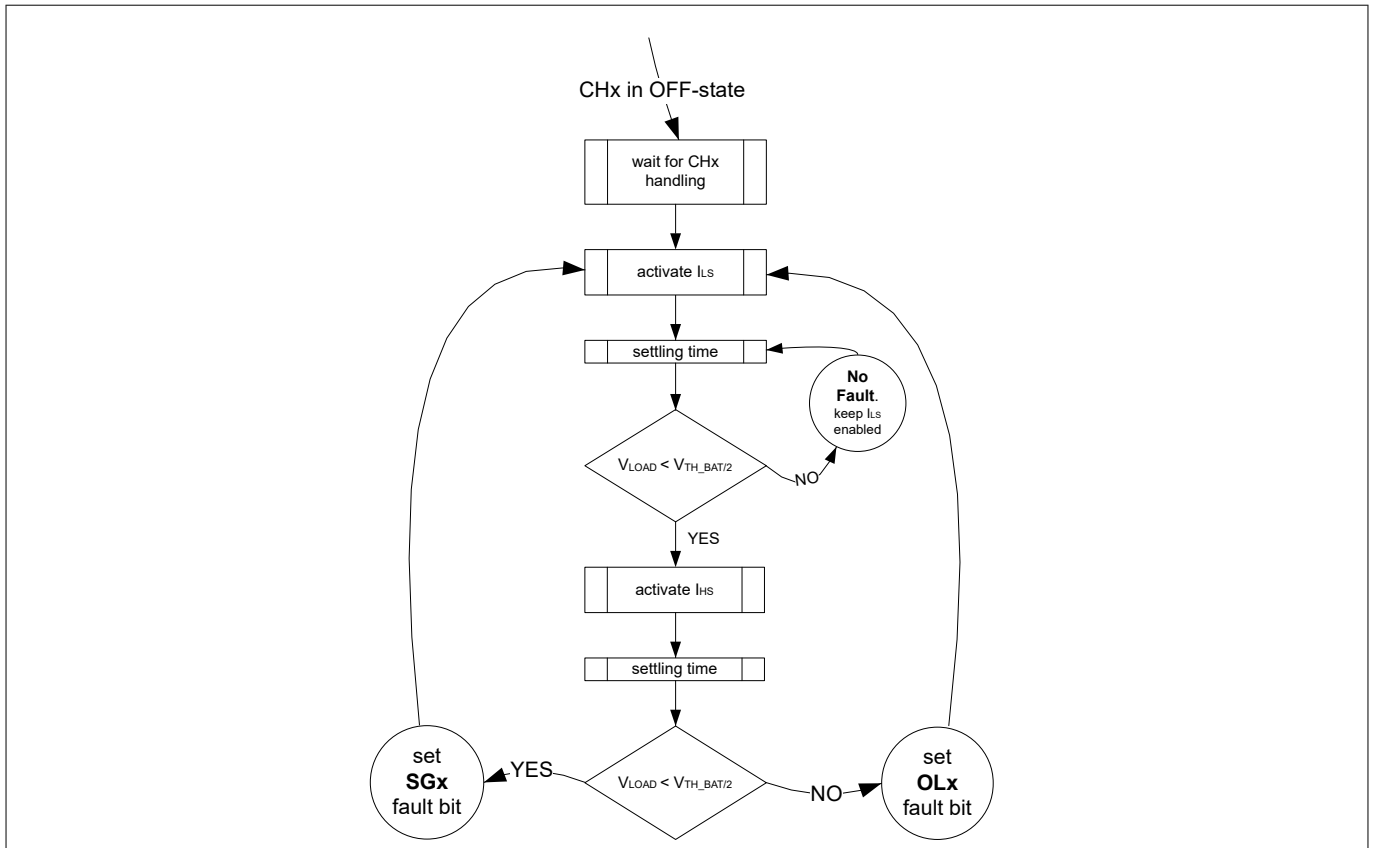 CHx in OFF-state
wait for CHx
handling
activate ILS
settling time
No
Fault.
keep ILS
enabled
VLOAD < VTH_BAT/2
NO
YES
activate IHS
settling time
set
SGx
fault bit
YES
VLOAD < VTH_BAT/2
NO
set
OLx
fault bit